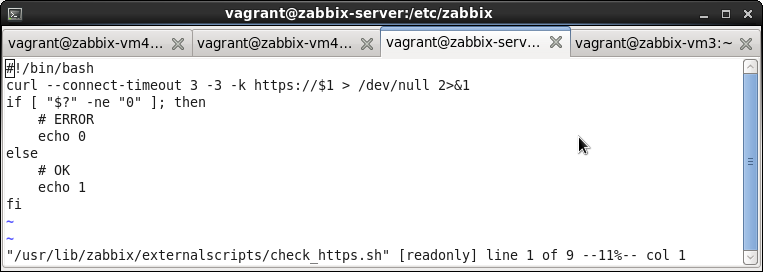 vagrant@zabbix-server:/etc/zabbix
vagrant@zabbix-vm4... vagrant@zabbix-vm4... vagrant@zabbix-serv... vagrant@zabbix-vm3:~
#!/bin/bash
curl --connect-timeout 3 -3 -k https://$1 > /dev/null 2>&1
if [ "$?" -ne "0" ]; then
    # ERROR
    echo 0
else
    # OK
    echo 1
fi
~
~
"/usr/lib/zabbix/externalscripts/check_https.sh" [readonly] line 1 of 9 --11%-- col 1